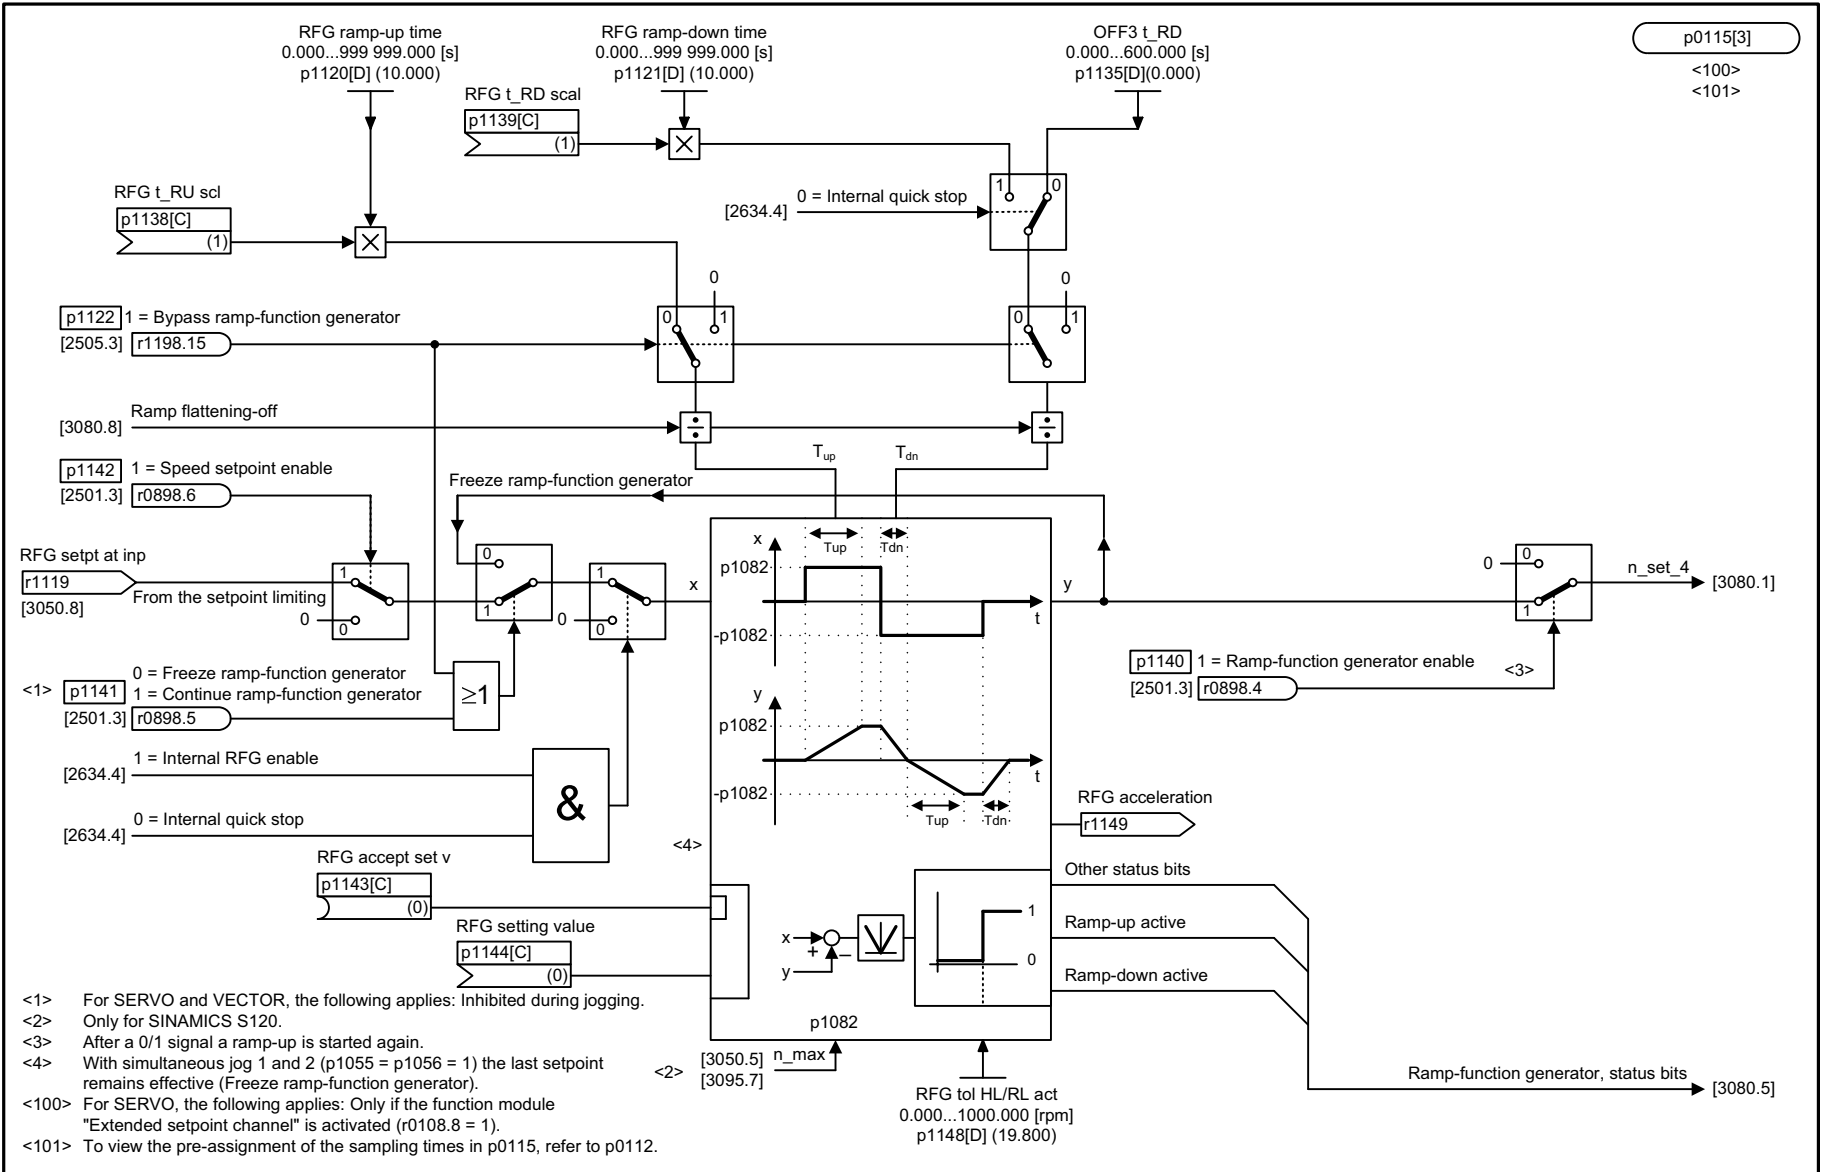 RFG ramp-up time
0.000...999 999.000 [s]
p1120[D] (10.000)
RFG ramp-down time
0.000...999 999.000 [s]
p1121[D] (10.000)
OFF3 t_RD
0.000...600.000 [s]
p1135[D](0.000)
p0115[3]
<100>
<101>
RFG t_RD scal
p1139[C]
(1)
RFG t_RU scl
p1138[C]
(1)
1 0
0 = Internal quick stop
[2634.4]
0
0
p1122 1 = Bypass ramp-function generator
[2505.3] r1198.15
0 1
0 1
Ramp flattening-off
[3080.8]
p1142 1 = Speed setpoint enable
[2501.3] r0898.6
Tup
Tdn
Freeze ramp-function generator
RFG setpt at inp
r1119
[3050.8]
From the setpoint limiting
1
0
0
0
1
1
0
0
x
x
Tup
Tdn
p1082
-p1082
t
y
0
0
1
n_set_4
[3080.1]
p1140 1 = Ramp-function generator enable
[2501.3] r0898.4
<3>
0 = Freeze ramp-function generator
<1> p1141 1 = Continue ramp-function generator
[2501.3] r0898.5
≥1
y
p1082
-p1082
t
Tup
Tdn
1 = Internal RFG enable
[2634.4]
&
0 = Internal quick stop
[2634.4]
RFG acceleration
r1149
<4>
RFG accept set v
p1143[C]
(0)
RFG setting value
p1144[C]
(0)
x
+
−
y
1
0
Other status bits
Ramp-up active
Ramp-down active
p1082
<2> [3050.5] n_max
[3095.7]
RFG tol HL/RL act
0.000...1000.000 [rpm]
p1148[D] (19.800)
Ramp-function generator, status bits
[3080.5]
<1> For SERVO and VECTOR, the following applies: Inhibited during jogging.
<2> Only for SINAMICS S120.
<3> After a 0/1 signal a ramp-up is started again.
<4> With simultaneous jog 1 and 2 (p1055 = p1056 = 1) the last setpoint
remains effective (Freeze ramp-function generator).
<100> For SERVO, the following applies: Only if the function module
"Extended setpoint channel" is activated (r0108.8 = 1).
<101> To view the pre-assignment of the sampling times in p0115, refer to p0112.